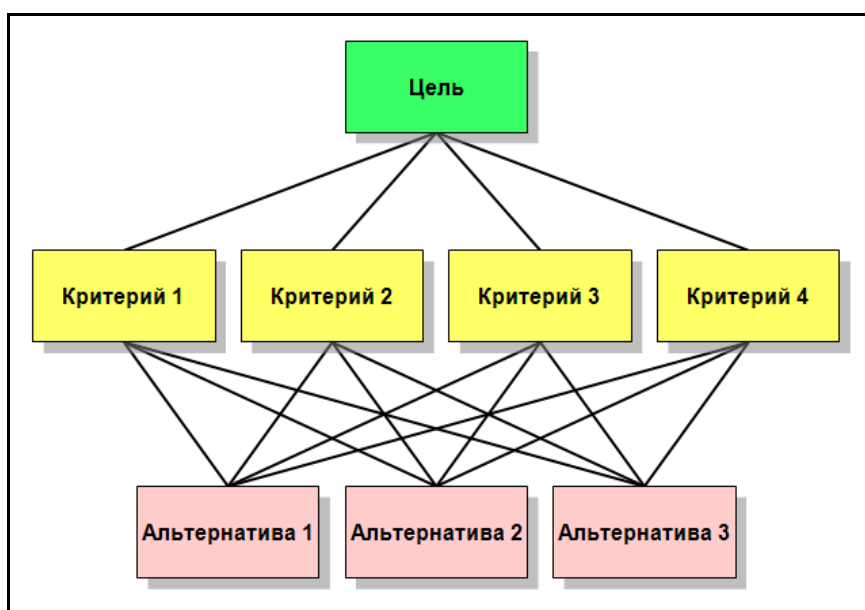 Цель
Критерий 1
Критерий 2
Критерий 3
Критерий 4
Альтернатива 1
Альтернатива 2
Альтернатива 3